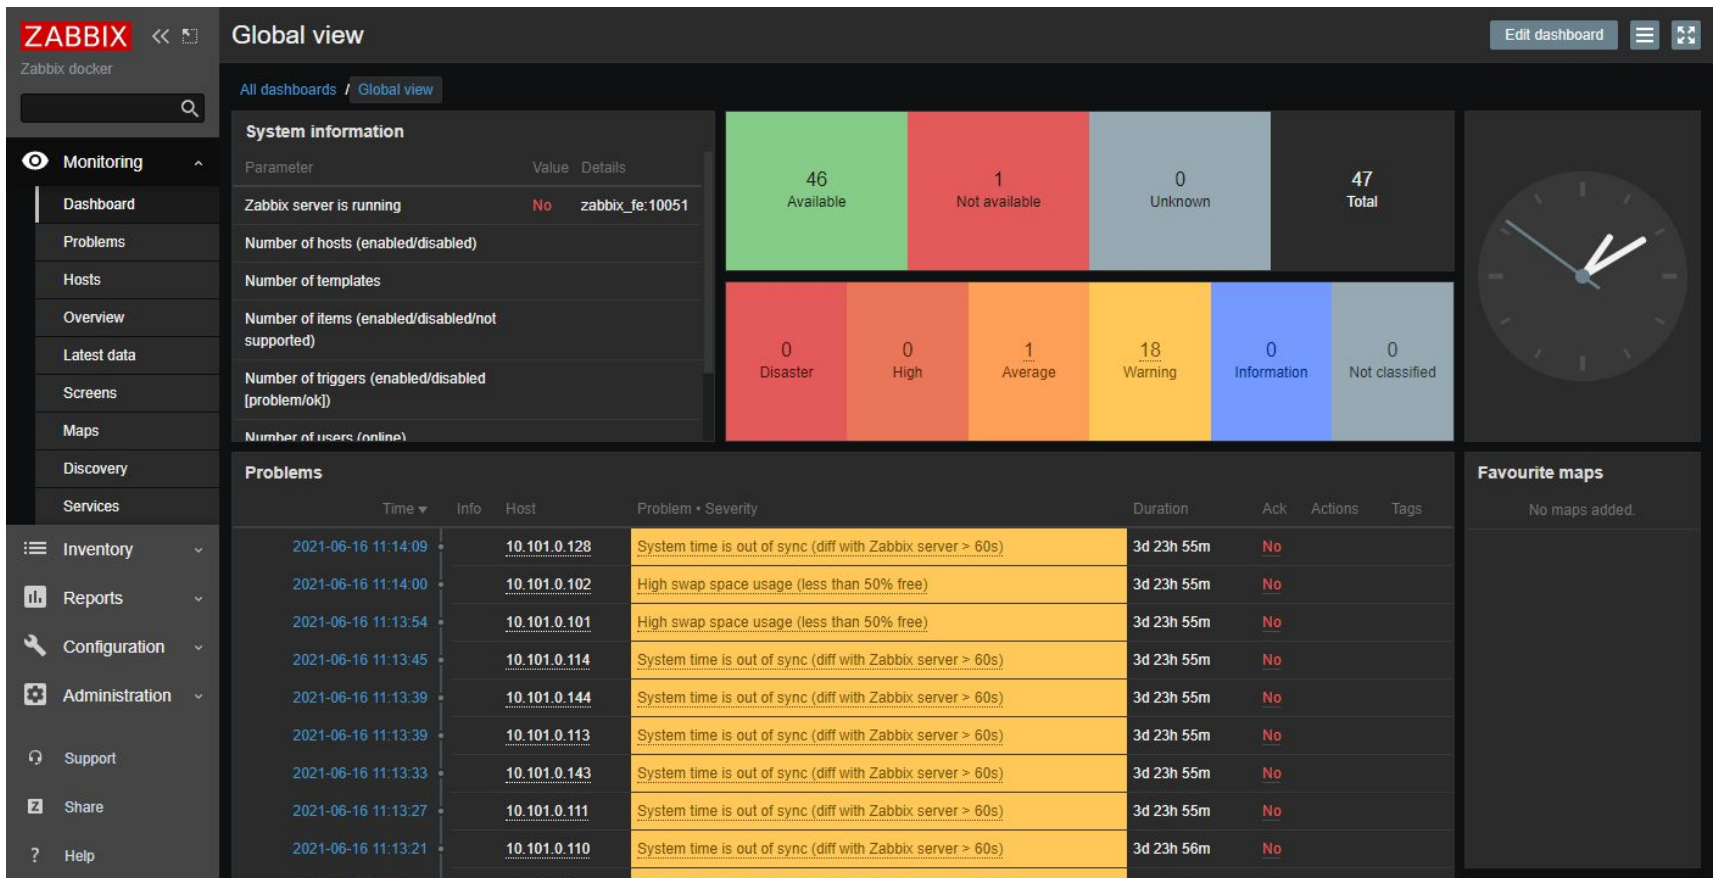 ZABBIX
Zabbix docker
Monitoring
Dashboard
Problems
Hosts
Overview
Latest data
Screens
Maps
Discovery
Services
Inventory
Reports
Configuration
Administration
Support
Z Share
? Help
Global view
Edit dashboard
All dashboards / Global view
System information
Parameter Value Details
Zabbix server is running No zabbix_fe:10051
Number of hosts (enabled/disabled)
Number of templates
Number of items (enabled/disabled/not
supported)
Number of triggers (enabled/disabled
[problem/ok])
Number of users (online)
46
Available
1
Not available
0
Unknown
47
Total
0
Disaster
0
High
1
Average
18
Warning
0
Information
0
Not classified
Problems
Time Info Host Problem • Severity Duration Ack Actions Tags
2021-06-16 11:14:09 10.101.0.128 System time is out of sync (diff with Zabbix server > 60s) 3d 23h 55m No
2021-06-16 11:14:00 10.101.0.102 High swap space usage (less than 50% free) 3d 23h 55m No
2021-06-16 11:13:54 10.101.0.101 High swap space usage (less than 50% free) 3d 23h 55m No
2021-06-16 11:13:45 10.101.0.114 System time is out of sync (diff with Zabbix server > 60s) 3d 23h 55m No
2021-06-16 11:13:39 10.101.0.144 System time is out of sync (diff with Zabbix server > 60s) 3d 23h 55m No
2021-06-16 11:13:39 10.101.0.113 System time is out of sync (diff with Zabbix server > 60s) 3d 23h 55m No
2021-06-16 11:13:33 10.101.0.143 System time is out of sync (diff with Zabbix server > 60s) 3d 23h 55m No
2021-06-16 11:13:27 10.101.0.111 System time is out of sync (diff with Zabbix server > 60s) 3d 23h 55m No
2021-06-16 11:13:21 10.101.0.110 System time is out of sync (diff with Zabbix server > 60s) 3d 23h 56m No
Favourite maps
No maps added.